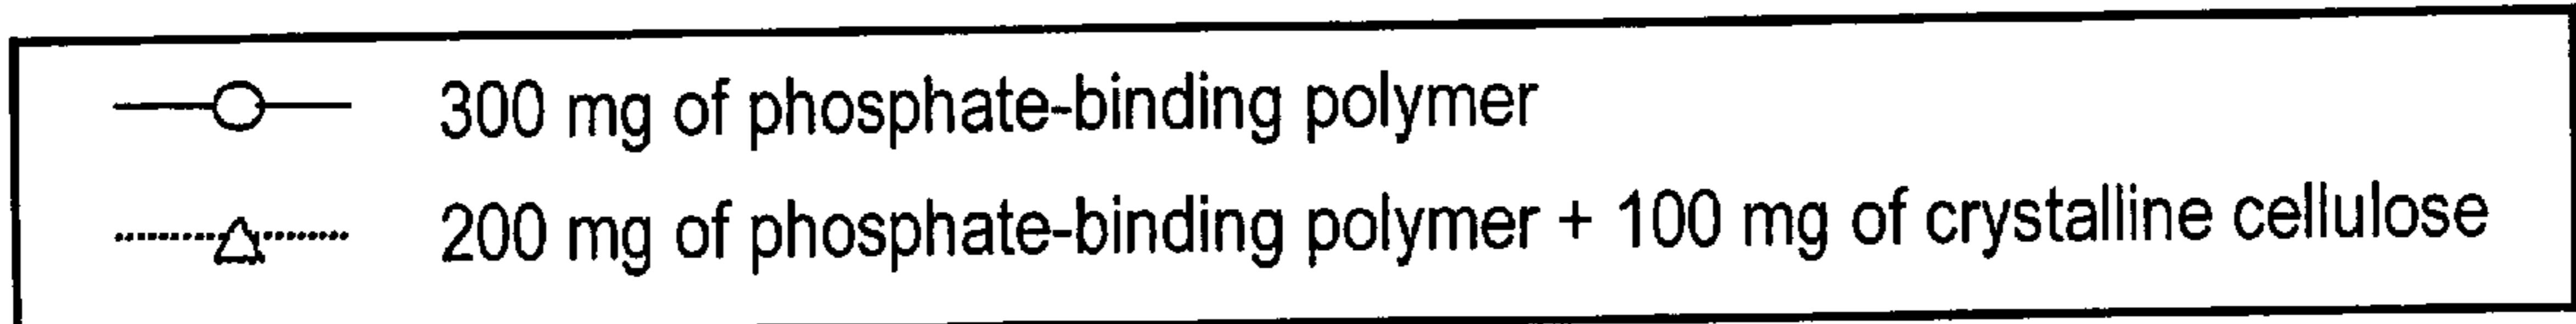 300 mg of phosphate-binding polymer
200 mg of phosphate-binding polymer + 100 mg of crystalline cellulose